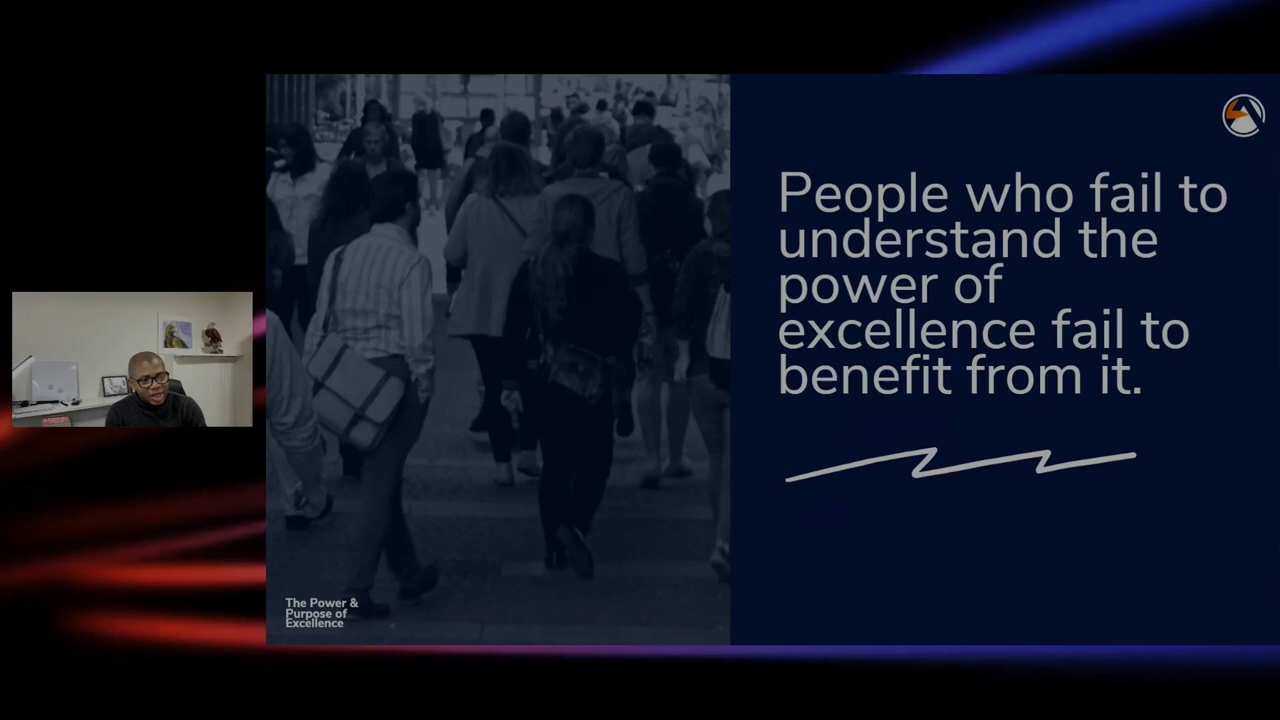 People who fail to
understand the
power of
excellence fail to
benefit from it.
The Power &
Purpose of
Excellence